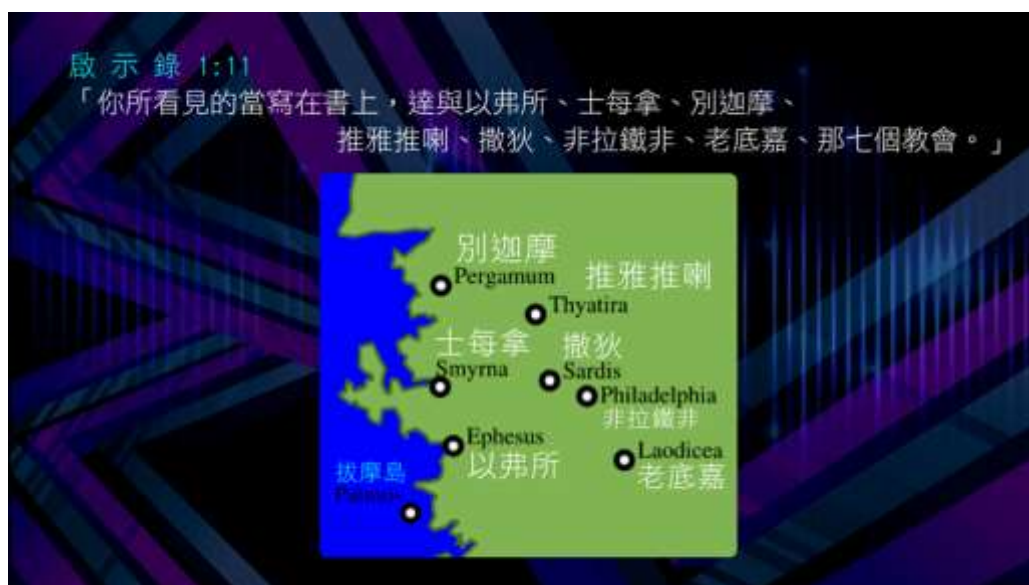 啟示錄 1:11
「你所看見的當寫在書上，達與以弗所、士每拿、別迦摩、
推雅推喇、撒狄、非拉鐵非、老底嘉、那七個教會。」
別迦摩
Pergamum
推雅推喇
Thyatira
士每拿
Smyrna
撒狄
Sardis
Philadelphia
非拉鐵非
Ephesus
以弗所
Laodicea
老底嘉
拔摩島
Patmos